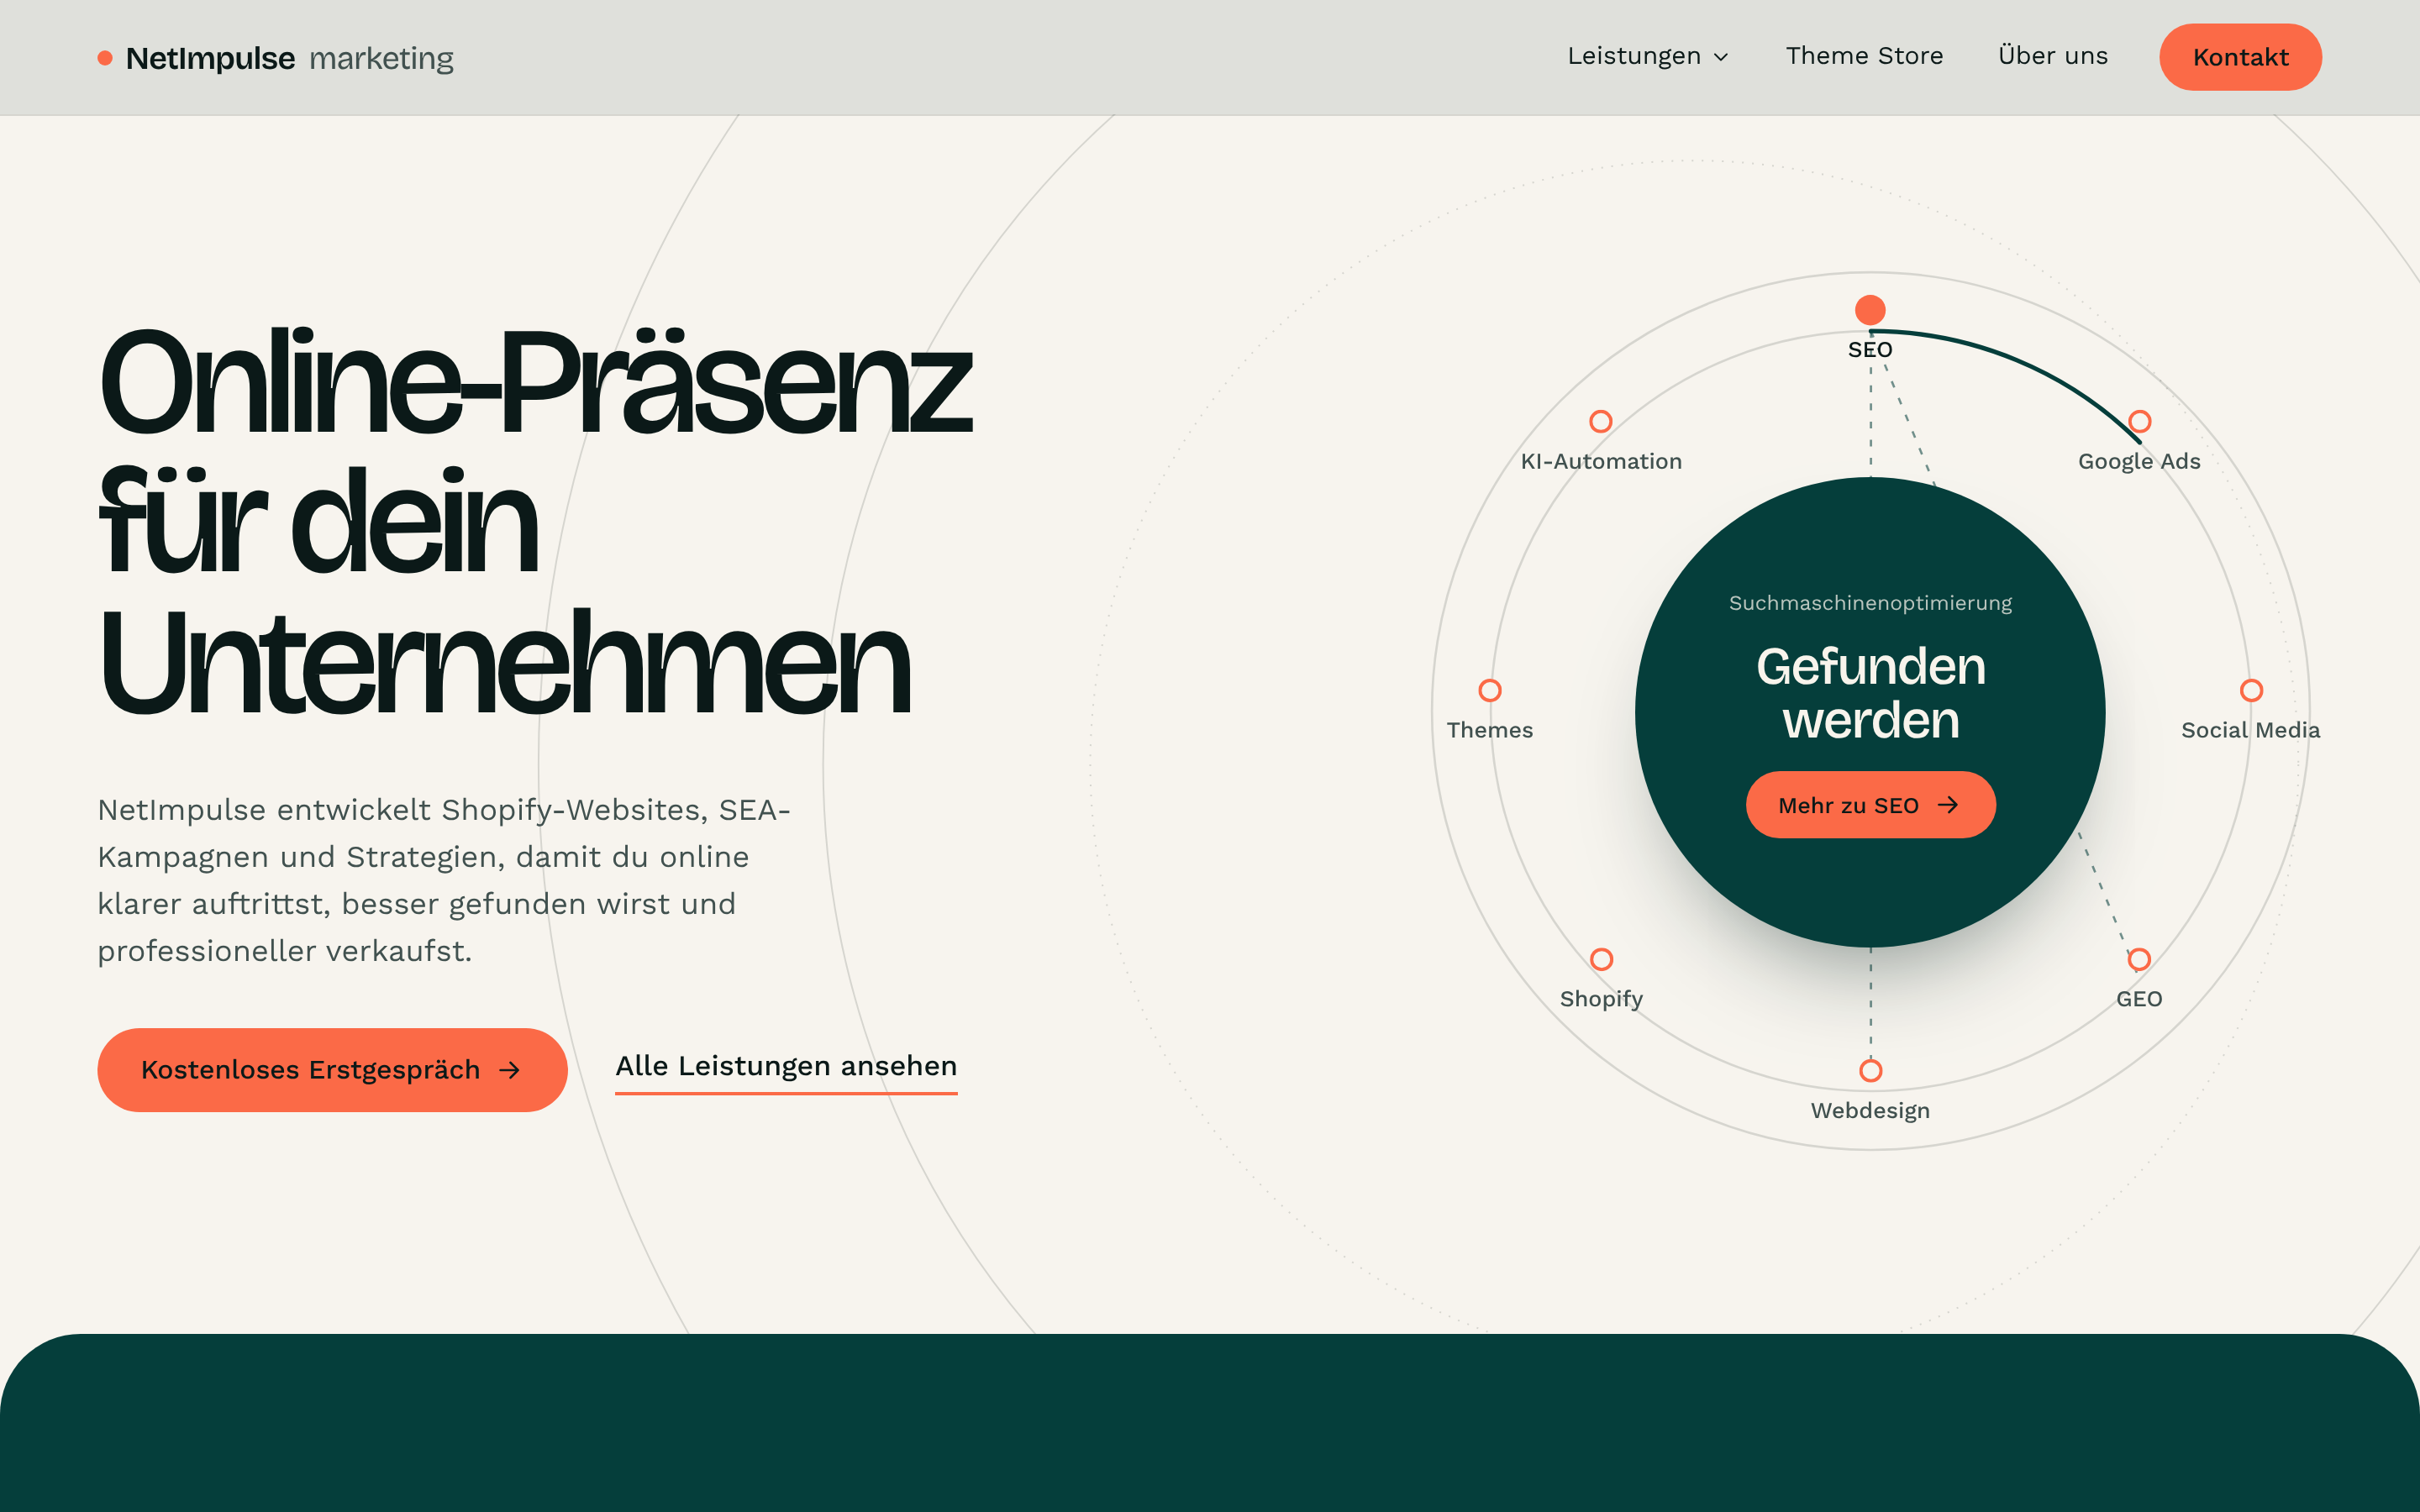 NetImpulse marketing
Leistungen
Theme Store
Über uns
Kontakt
Online-Präsenz
für dein
Unternehmen
NetImpulse entwickelt Shopify-Websites, SEA-
Kampagnen und Strategien, damit du online
klarer auftrittst, besser gefunden wirst und
professioneller verkaufst.
Kostenloses Erstgespräch →
Alle Leistungen ansehen
SEO
KI-Automation
Google Ads
Suchmaschinenoptimierung
Gefunden
werden
Mehr zu SEO →
Themes
Social Media
Shopify
GEO
Webdesign